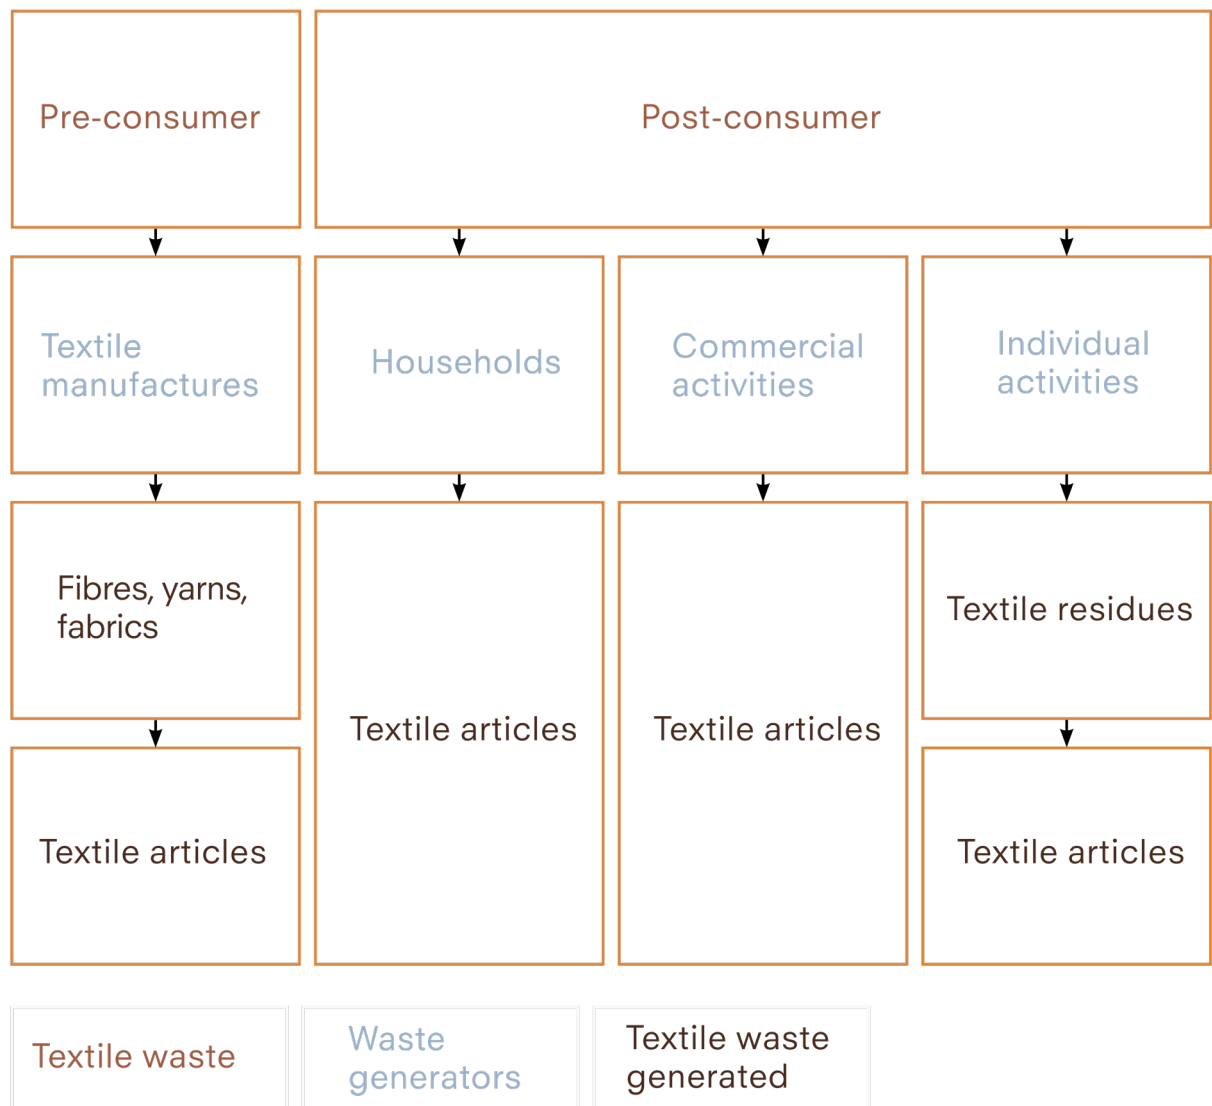 Pre-consumer
Post-consumer
Textile
manufactures
Households
Commercial
activities
Individual
activities
Fibres, yarns,
fabrics
Textile articles
Textile articles
Textile residues
Textile articles
Textile articles
Textile waste
Waste
generators
Textile waste
generated